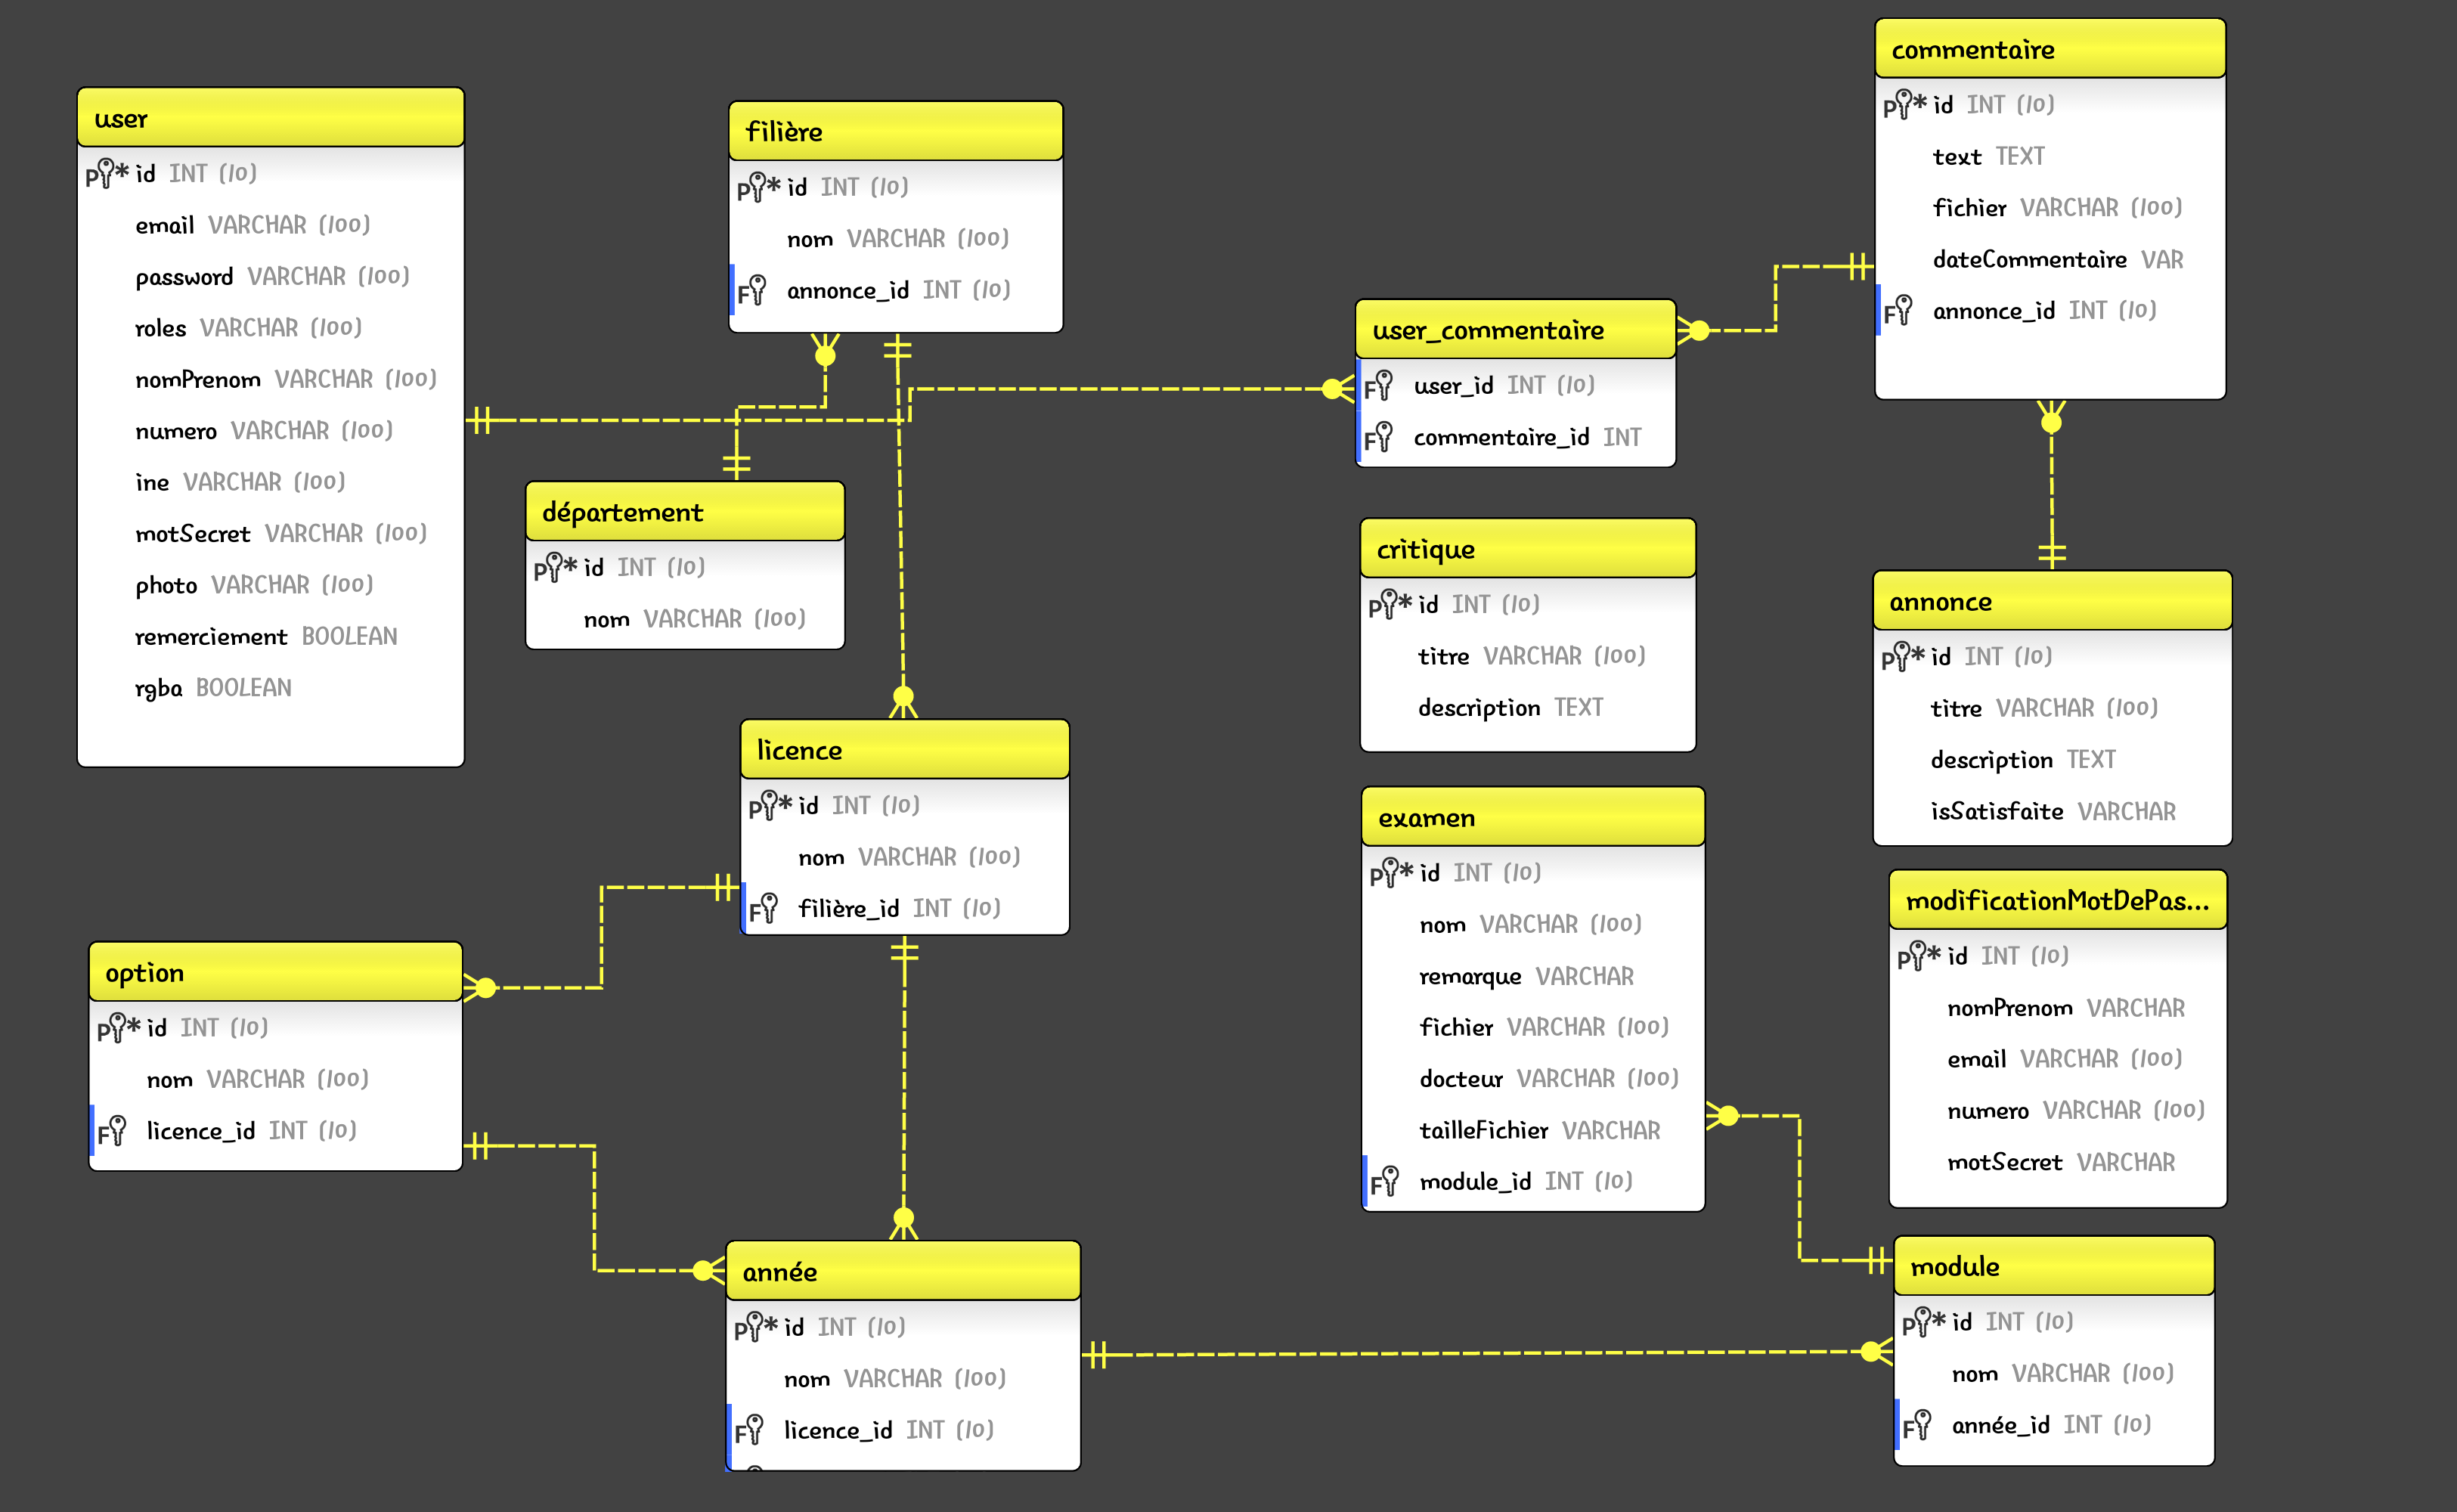 user
P * id INT (10)
email VARCHAR (100)
password VARCHAR (100)
roles VARCHAR (100)
nomPrenom VARCHAR (100)
numero VARCHAR (100)
ine VARCHAR (100)
motSecret VARCHAR (100)
photo VARCHAR (100)
remerciement BOOLEAN
rgba BOOLEAN
filière
P * id INT (10)
nom VARCHAR (100)
F annonce_id INT (10)
département
P * id INT (10)
nom VARCHAR (100)
licence
P * id INT (10)
nom VARCHAR (100)
F filière_id INT (10)
option
P * id INT (10)
nom VARCHAR (100)
F licence_id INT (10)
année
P * id INT (10)
nom VARCHAR (100)
F licence_id INT (10)
user_commentaire
F user_id INT (10)
F commentaire_id INT
critique
P * id INT (10)
titre VARCHAR (100)
description TEXT
examen
P * id INT (10)
nom VARCHAR (100)
remarque VARCHAR
fichier VARCHAR (100)
docteur VARCHAR (100)
tailleFichier VARCHAR
F module_id INT (10)
commentaire
P * id INT (10)
text TEXT
fichier VARCHAR (100)
dateCommentaire VAR
F annonce_id INT (10)
annonce
P * id INT (10)
titre VARCHAR (100)
description TEXT
isSatisfaite VARCHAR
modificationMotDePas...
P * id INT (10)
nomPrenom VARCHAR
email VARCHAR (100)
numero VARCHAR (100)
motSecret VARCHAR
module
P * id INT (10)
nom VARCHAR (100)
F année_id INT (10)